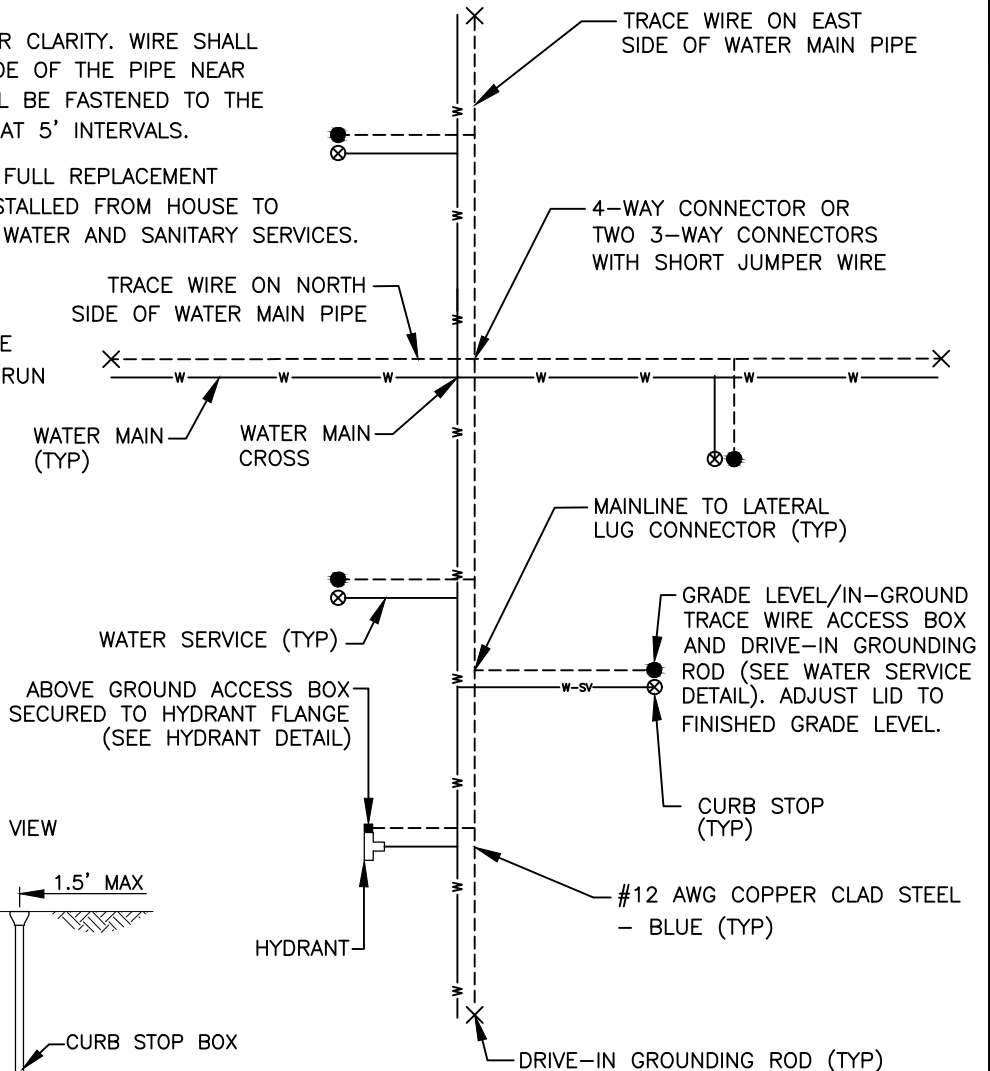 R CLARITY. WIRE SHALL
DE OF THE PIPE NEAR
L BE FASTENED TO THE
AT 5' INTERVALS.
FULL REPLACEMENT
STALLED FROM HOUSE TO
WATER AND SANITARY SERVICES.
TRACE WIRE ON EAST
SIDE OF WATER MAIN PIPE
W
W
4-WAY CONNECTOR OR
TWO 3-WAY CONNECTORS
WITH SHORT JUMPER WIRE
TRACE WIRE ON NORTH
SIDE OF WATER MAIN PIPE
W
E
RUN
W W W W W W W
WATER MAIN
(TYP)
WATER MAIN
CROSS
W
MAINLINE TO LATERAL
LUG CONNECTOR (TYP)
W
WATER SERVICE (TYP)
GRADE LEVEL/IN-GROUND
TRACE WIRE ACCESS BOX
AND DRIVE-IN GROUNDING
ROD (SEE WATER SERVICE
DETAIL). ADJUST LID TO
FINISHED GRADE LEVEL.
W
W-SV
ABOVE GROUND ACCESS BOX
SECURED TO HYDRANT FLANGE
(SEE HYDRANT DETAIL)
W
CURB STOP
(TYP)
VIEW
1.5' MAX
W
#12 AWG COPPER CLAD STEEL
- BLUE (TYP)
HYDRANT
W
CURB STOP BOX
DRIVE-IN GROUNDING ROD (TYP)